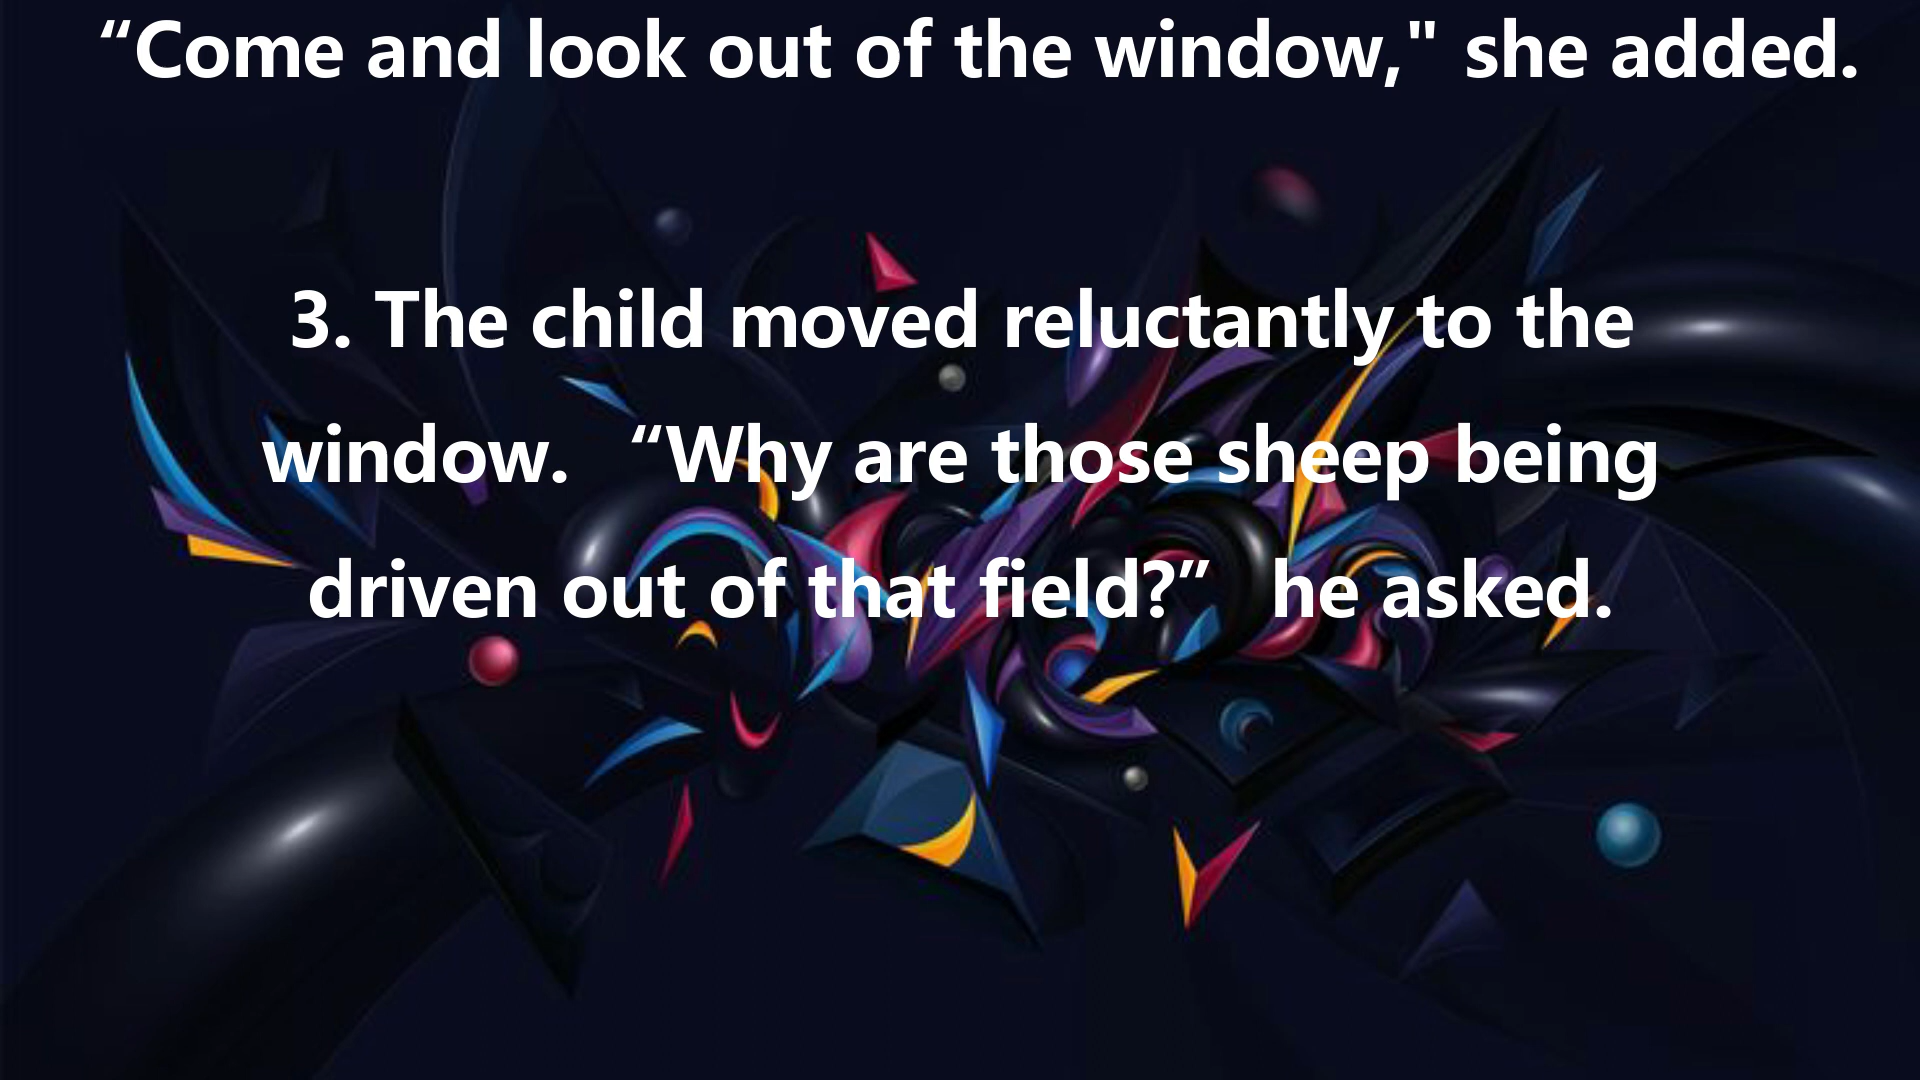 “Come and look out of the window," she added.
3. The child moved reluctantly to the
window.   “Why are those sheep being
driven out of that field?”   he asked.